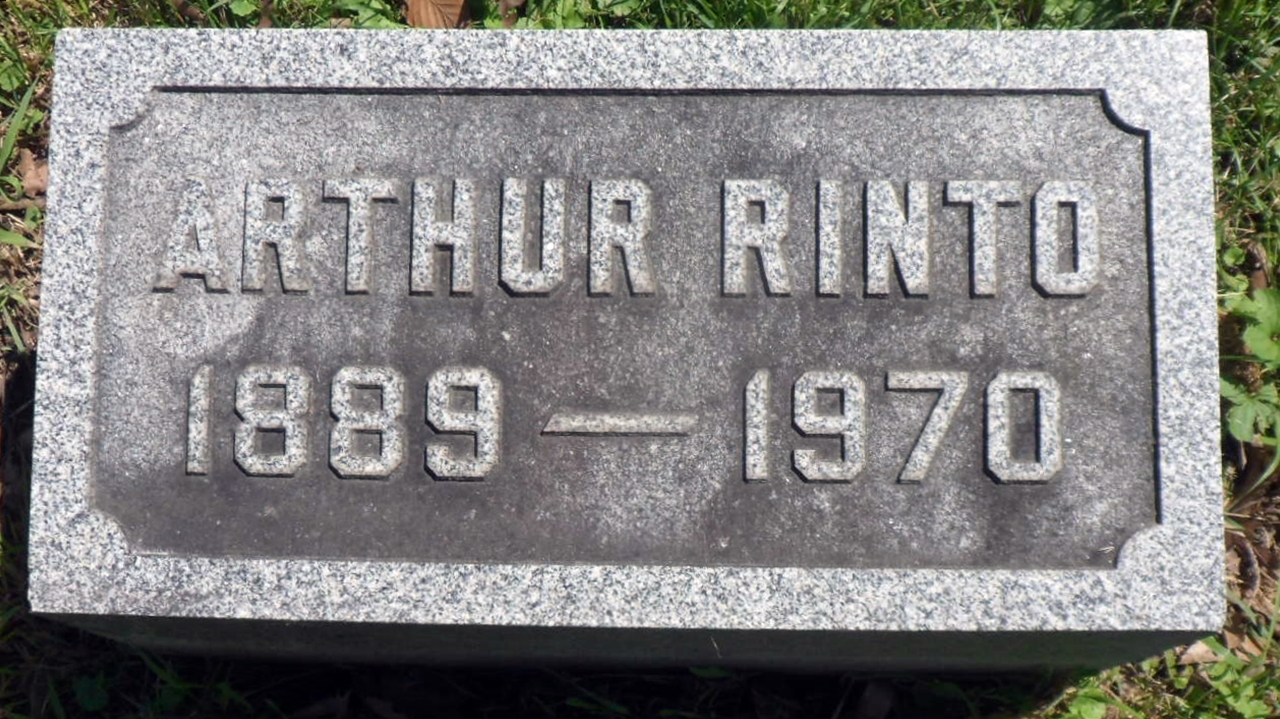 ARTHUR RINTO
1889 — 1970